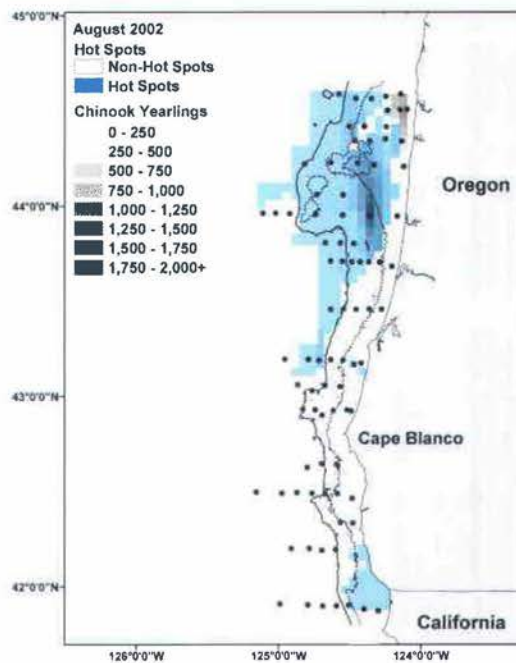 45°0'0"N
August 2002
Hot Spots
Non-Hot Spots
Hot Spots
Chinook Yearlings
0 - 250
250 - 500
500 - 750
750 - 1,000
1,000 - 1,250
1,250 - 1,500
1,500 - 1,750
1,750 - 2,000+
44°0'0"N
Oregon
43°0'0"N
Cape Blanco
42°0'0"N
California
126°0'0"W
125°0'0"W
124°0'0"W